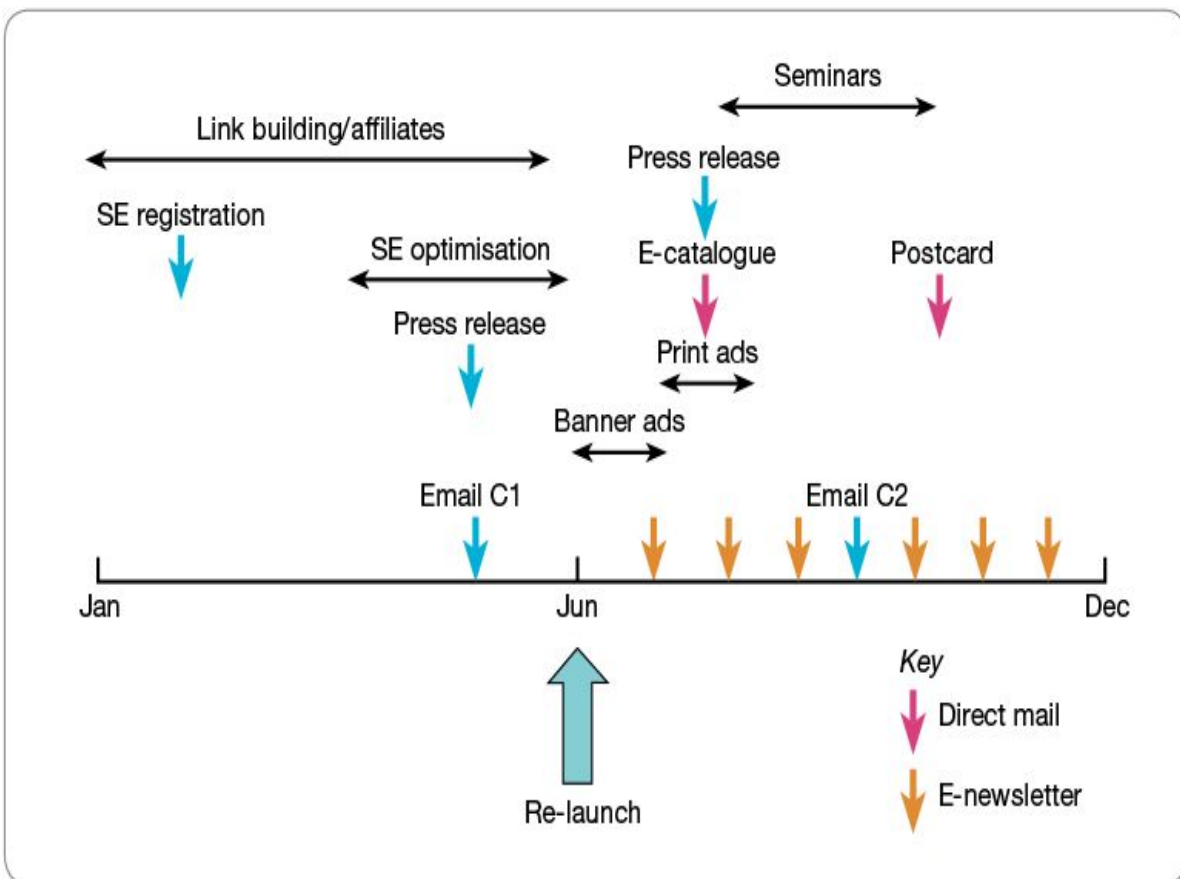 Seminars
Link building/affiliates
Press release
SE registration
SE optimisation
E-catalogue
Postcard
Press release
Print ads
Banner ads
Email C1
Email C2
Jan
Jun
Dec
Key
Direct mail
E-newsletter
Re-launch